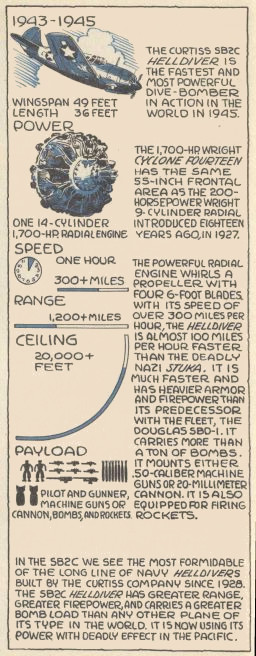 1943-1945
THE CURTISS SB2C
HELLDIVER IS
THE FASTEST AND
MOST POWERFUL
DIVE-BOMBER
IN ACTION IN THE
WORLD IN 1945.
WINGSPAN 49 FEET
LENGTH 36 FEET
POWER
THE 1,700-HP. WRIGHT
CYCLONE FOURTEEN
HAS THE SAME
55-INCH FRONTAL
AREA AS THE 200-
HORSEPOWER WRIGHT
9-CYLINDER RADIAL
INTRODUCED EIGHTEEN
YEARS AGO, IN 1927.
ONE 14-CYLINDER
1,700-HP. RADIAL ENGINE
SPEED
ONE HOUR
300+MILES
RANGE
1,200+MILES
CEILING
20,000+
FEET
THE POWERFUL RADIAL
ENGINE WHIRLS A
PROPELLER WITH
FOUR 6-FOOT BLADES.
WITH ITS SPEED OF
OVER 300 MILES PER
HOUR, THE HELLDIVER
IS ALMOST 100 MILES
PER HOUR FASTER
THAN THE DEADLY
NAZI STUKA. IT IS
MUCH FASTER AND
HAS HEAVIER ARMOR
AND FIREPOWER THAN
ITS PREDECESSOR
WITH THE FLEET, THE
DOUGLAS SBD-1. IT
CARRIES MORE THAN
A TON OF BOMBS.
IT MOUNTS EITHER
50-CALIBER MACHINE
GUNS OR 20-MILLIMETER
CANNON. IT IS ALSO
EQUIPPED FOR FIRING
ROCKETS.
PAYLOAD
PILOT AND GUNNER,
MACHINE GUNS OR
CANNON, BOMBS, AND ROCKETS.
IN THE SB2C WE SEE THE MOST FORMIDABLE
OF THE LONG LINE OF NAVY HELLDIVERS
BUILT BY THE CURTISS COMPANY SINCE 1928.
THE SB2C HELLDIVER HAS GREATER RANGE,
GREATER FIREPOWER, AND CARRIES A GREATER
BOMB LOAD THAN ANY OTHER PLANE OF
ITS TYPE IN THE WORLD. IT IS NOW USING ITS
POWER WITH DEADLY EFFECT IN THE PACIFIC.